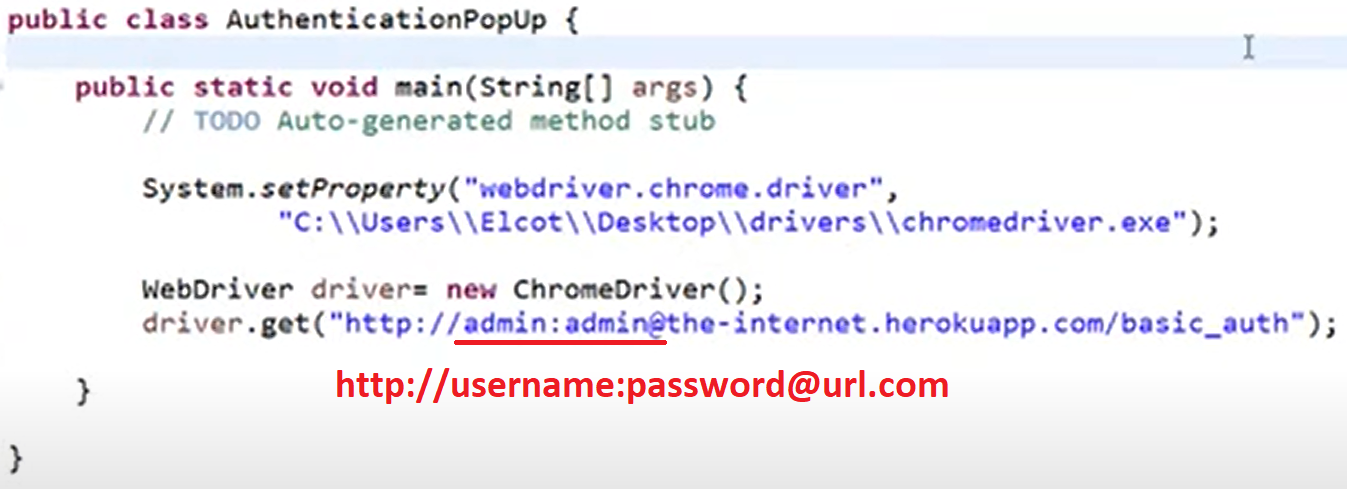 public class AuthenticationPopUp {
public static void main(String[] args) {
// TODO Auto-generated method stub
System.setProperty("webdriver.chrome.driver",
"C:\\Users\\Elcot\\Desktop\\drivers\\chromedriver.exe");
WebDriver driver= new ChromeDriver();
driver.get("http://admin:admin@the-internet.herokuapp.com/basic_auth");
http://username:password@url.com
}
}